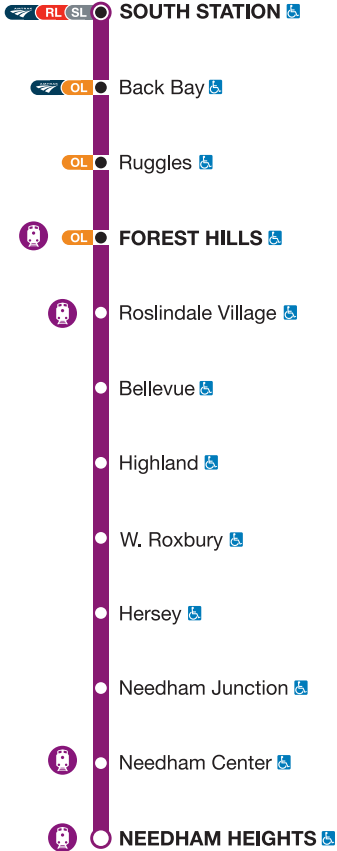 RL SL SOUTH STATION
OL Back Bay
OL Ruggles
OL FOREST HILLS
Roslindale Village
Bellevue
Highland
W. Roxbury
Hersey
Needham Junction
Needham Center
NEEDHAM HEIGHTS